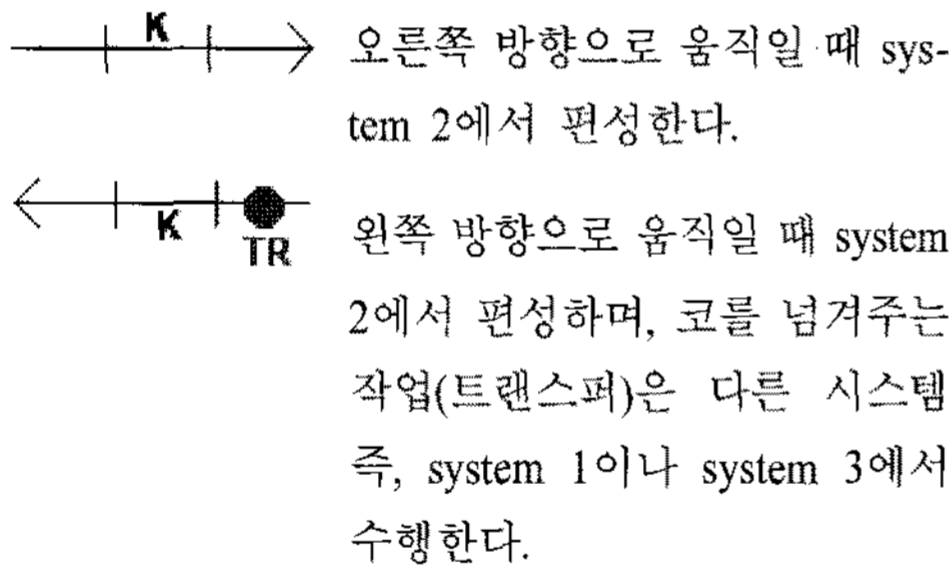 K
오른쪽 방향으로 움직일 때 sys-
tem 2에서 편성한다.
K
TR
왼쪽 방향으로 움직일 때 system
2에서 편성하며, 코를 넘겨주는
작업(트랜스퍼)은 다른 시스템
즉, system 1이나 system 3에서
수행한다.